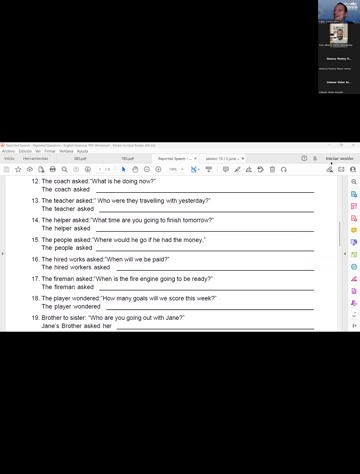 Archivo Edición Ver Firmar Ventana Ayuda
Inicio Herramientas Reported Speech - ... Iniciar sesión
12. The coach asked:"What is he doing now?"
The coach asked
13. The teacher asked:" Who were they travelling with yesterday?"
The teacher asked
14. The helper asked:"What time are you going to finish tomorrow?"
The helper asked
15. The people asked:"Where would he go if he had the money."
The people asked
16. The hired works asked:"When will we be paid?"
The hired workers asked
17. The fireman asked:"When is the fire engine going to be ready?"
The fireman asked
18. The player wondered:"How many goals will we score this week?"
The player wondered
19. Brother to sister: "Who are you going out with Jane?"
Jane's Brother asked her